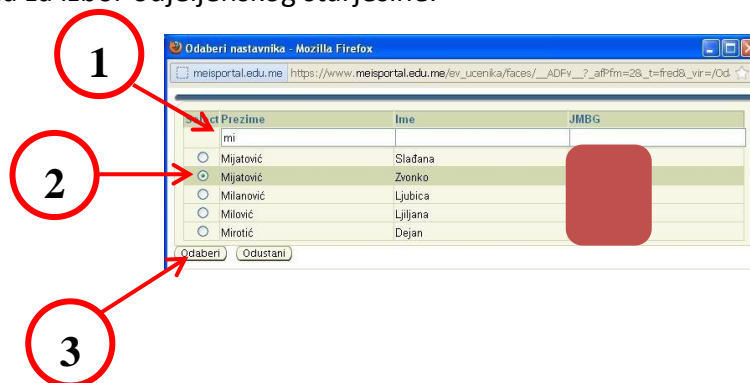 1
Odaberi nastavnika - Mozilla Firefox
meisportal.edu.me https://www.meisportal.edu.me/ev_ucenika/faces/__ADFv__?_afPfm=2&_t=fred&_vir=/Od
Select Prezime Ime JMBG
mi
Mijatović Slađana
2
Mijatović Zvonko
Milanović Ljubica
Milović Ljiljana
Mirotić Dejan
Odaberi Odustani
3